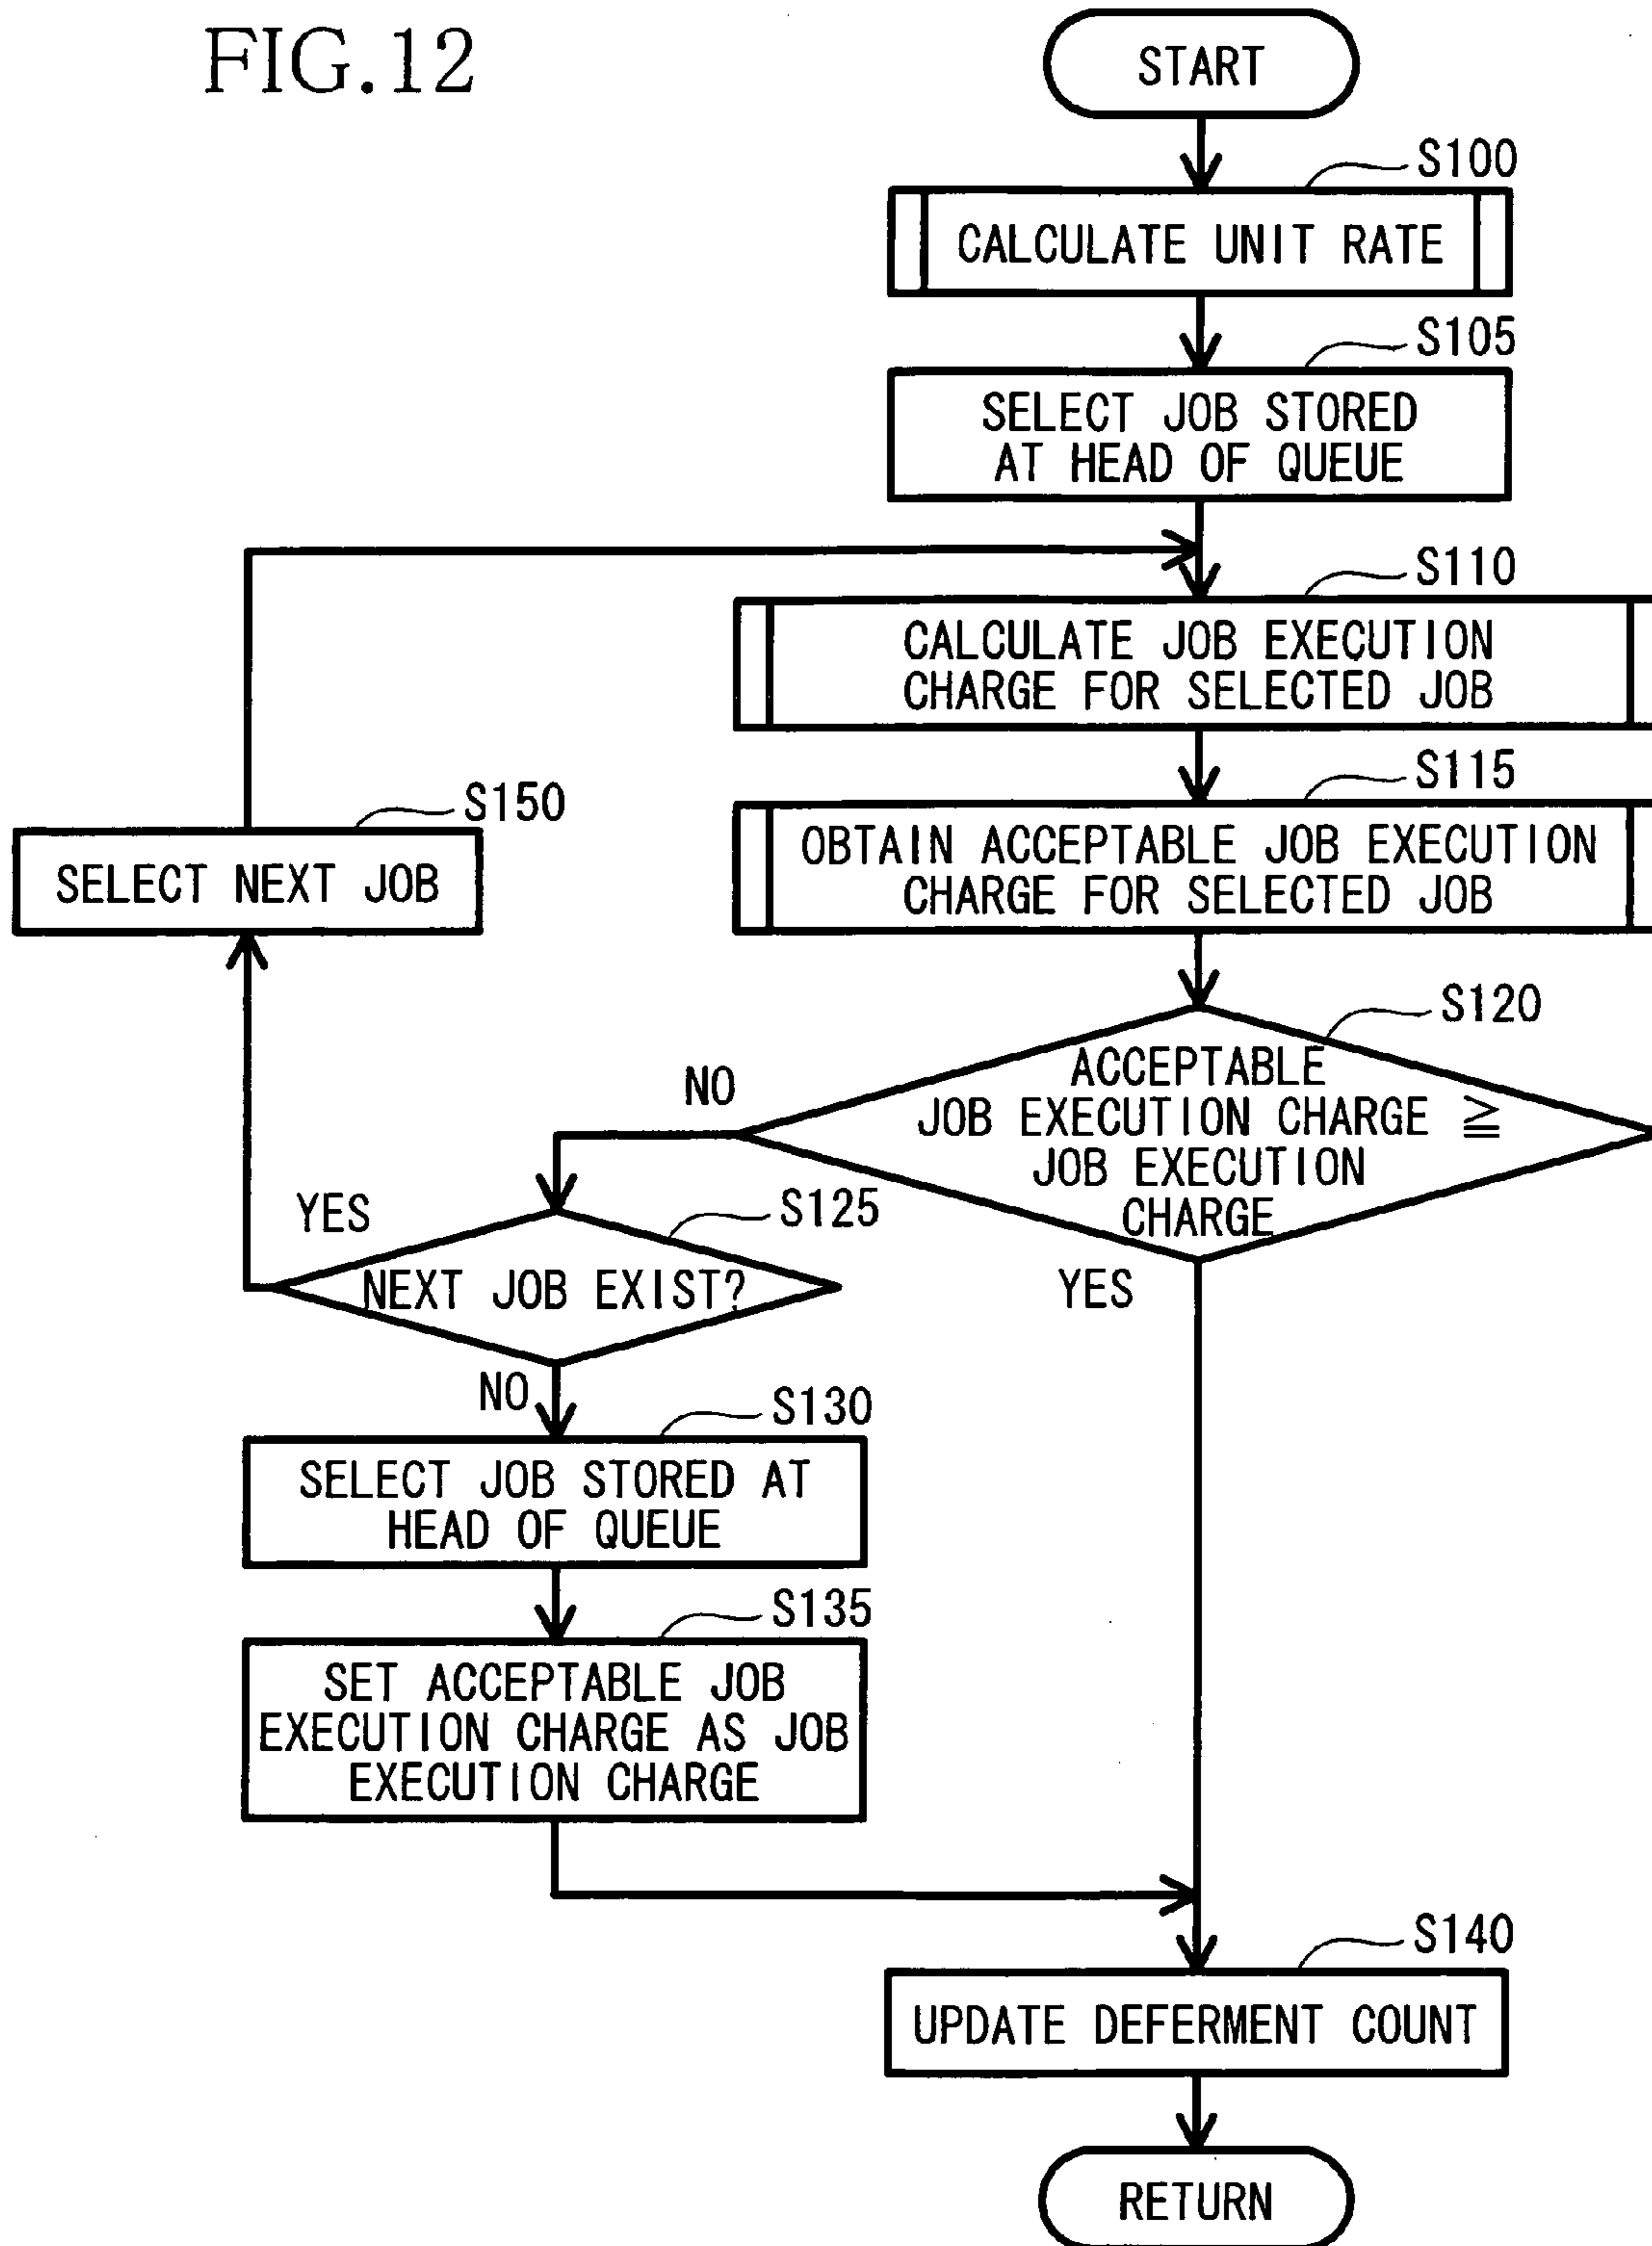 FIG.12
START
S100
CALCULATE UNIT RATE
S105
SELECT JOB STORED
AT HEAD OF QUEUE
S110
CALCULATE JOB EXECUTION
CHARGE FOR SELECTED JOB
S115
OBTAIN ACCEPTABLE JOB EXECUTION
CHARGE FOR SELECTED JOB
S150
SELECT NEXT JOB
S120
ACCEPTABLE
JOB EXECUTION CHARGE ≧
JOB EXECUTION
CHARGE
NO
YES
S125
NEXT JOB EXIST?
YES
NO
S130
SELECT JOB STORED AT
HEAD OF QUEUE
S135
SET ACCEPTABLE JOB
EXECUTION CHARGE AS JOB
EXECUTION CHARGE
S140
UPDATE DEFERMENT COUNT
RETURN